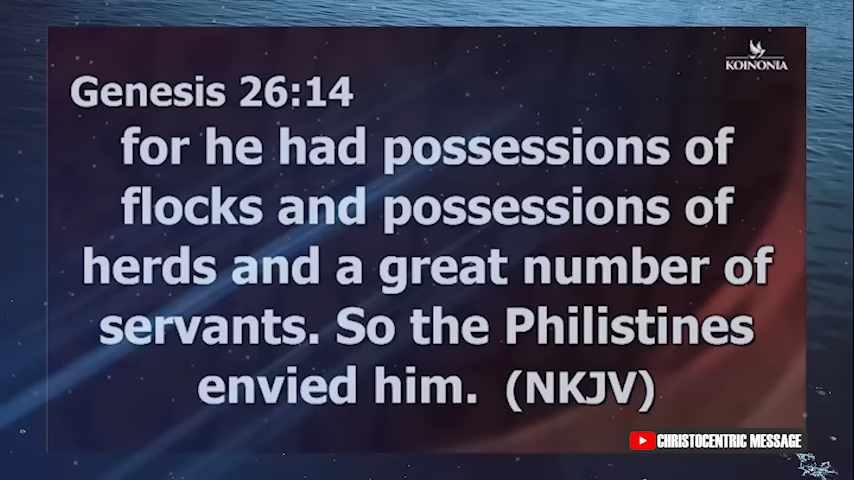 KOINONIA
Genesis 26:14
for he had possessions of
flocks and possessions of
herds and a great number of
servants. So the Philistines
envied him. (NKJV)
CHRISTOCENTRIC MESSAGE